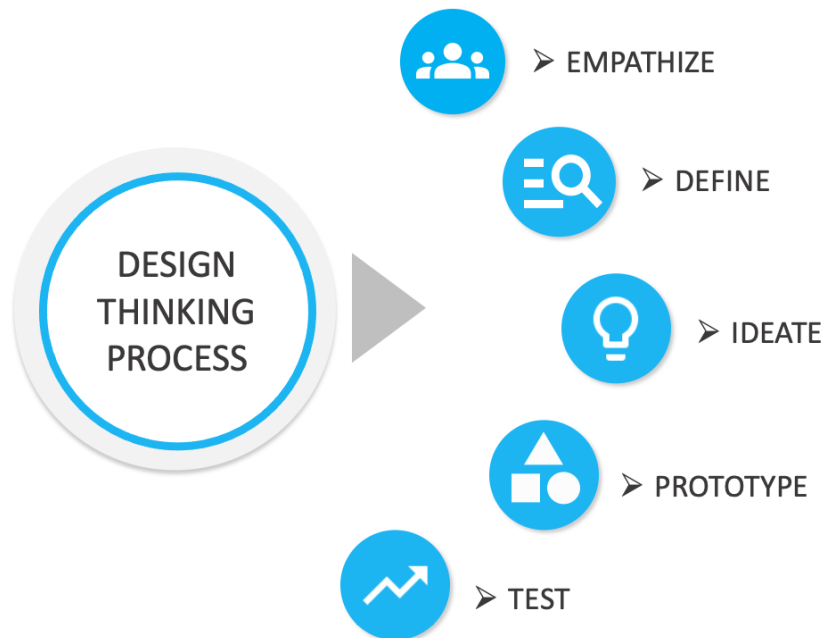 DESIGN
THINKING
PROCESS
➢ EMPATHIZE
➢ DEFINE
➢ IDEATE
➢ PROTOTYPE
➢ TEST